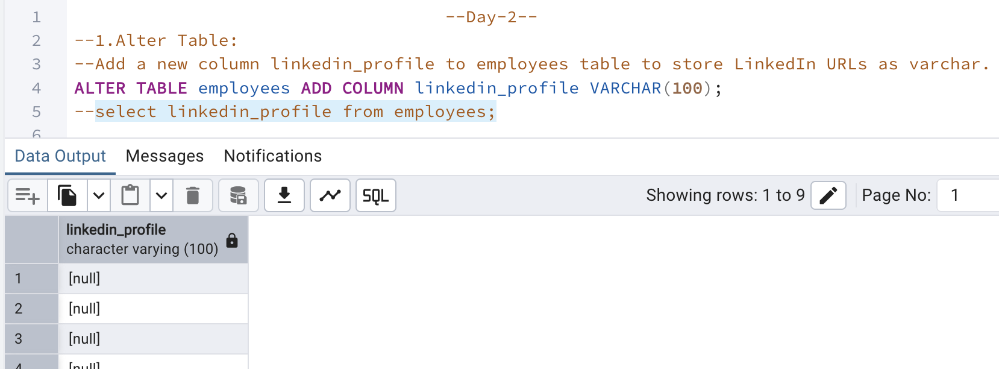 1 --Day-2--
2 --1.Alter Table:
3 --Add a new column linkedin_profile to employees table to store LinkedIn URLs as varchar.
4 ALTER TABLE employees ADD COLUMN linkedin_profile VARCHAR(100);
5 --select linkedin_profile from employees;
6
Data Output Messages Notifications
SQL Showing rows: 1 to 9 Page No: 1
linkedin_profile
character varying (100)
1 [null]
2 [null]
3 [null]
4 [null]